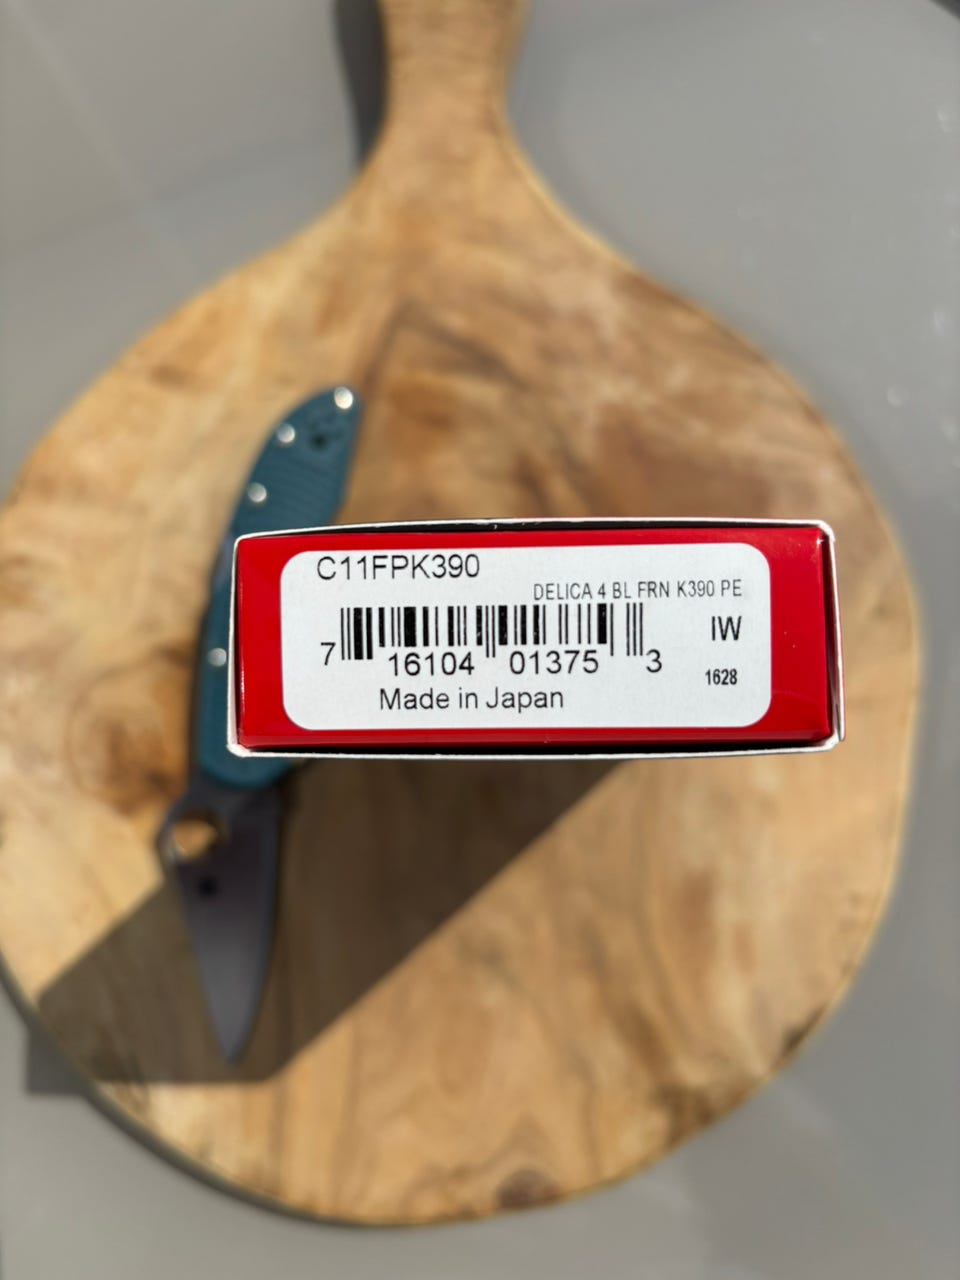 C11FPK390
DELICA 4 BL FRN K390 PE
IW
7 16104 01375 3
1628
Made in Japan